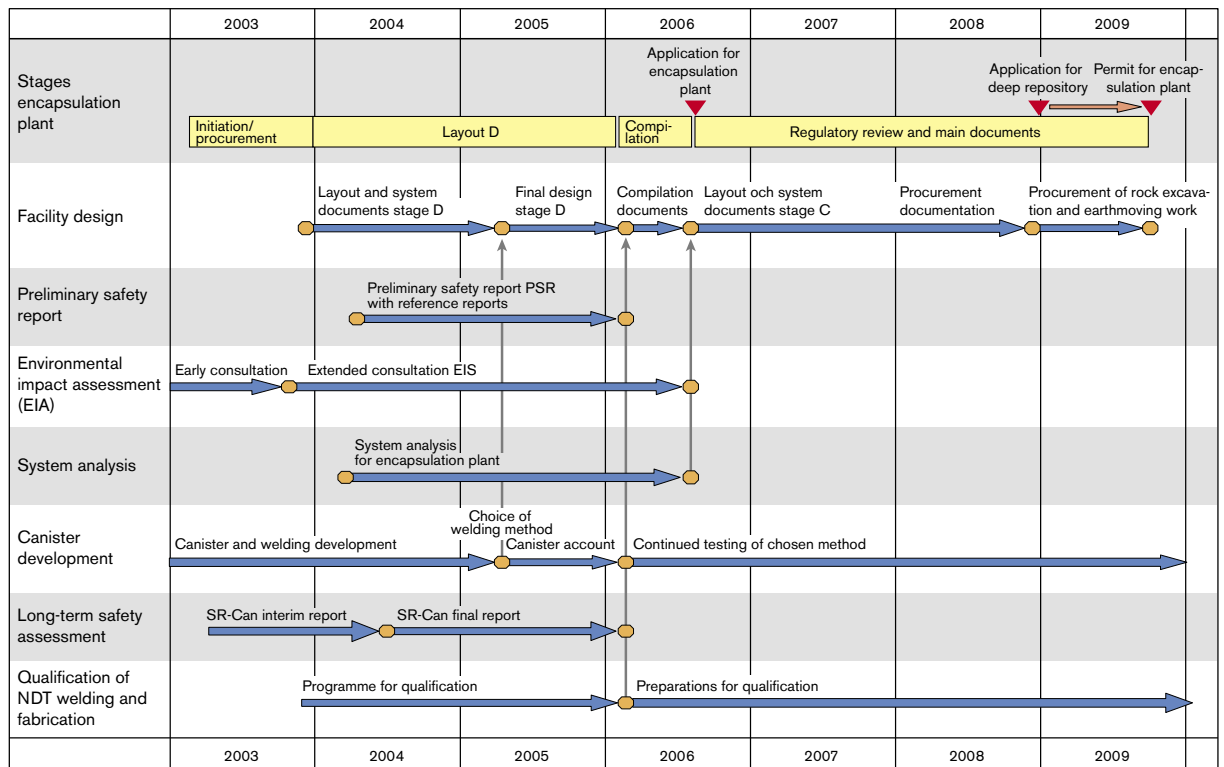 2003 2004 2005 2006 2007 2008 2009
Stages
encapsulation
plant
Application for
encapsulation
plant
Application for
deep repository
Permit for encap-
sulation plant
Initiation/
procurement
Layout D
Compi-
lation
Regulatory review and main documents
Facility design
Layout and system
documents stage D
Final design
stage D
Compilation
documents
Layout och system
documents stage C
Procurement
documentation
Procurement of rock excava-
tion and earthmoving work
Preliminary safety
report
Preliminary safety report PSR
with reference reports
Environmental
impact assessment
(EIA)
Early consultation
Extended consultation EIS
System analysis
System analysis
for encapsulation plant
Canister
development
Canister and welding development
Choice of
welding method
Canister account
Continued testing of chosen method
Long-term safety
assessment
SR-Can interim report
SR-Can final report
Qualification of
NDT welding and
fabrication
Programme for qualification
Preparations for qualification
2003 2004 2005 2006 2007 2008 2009